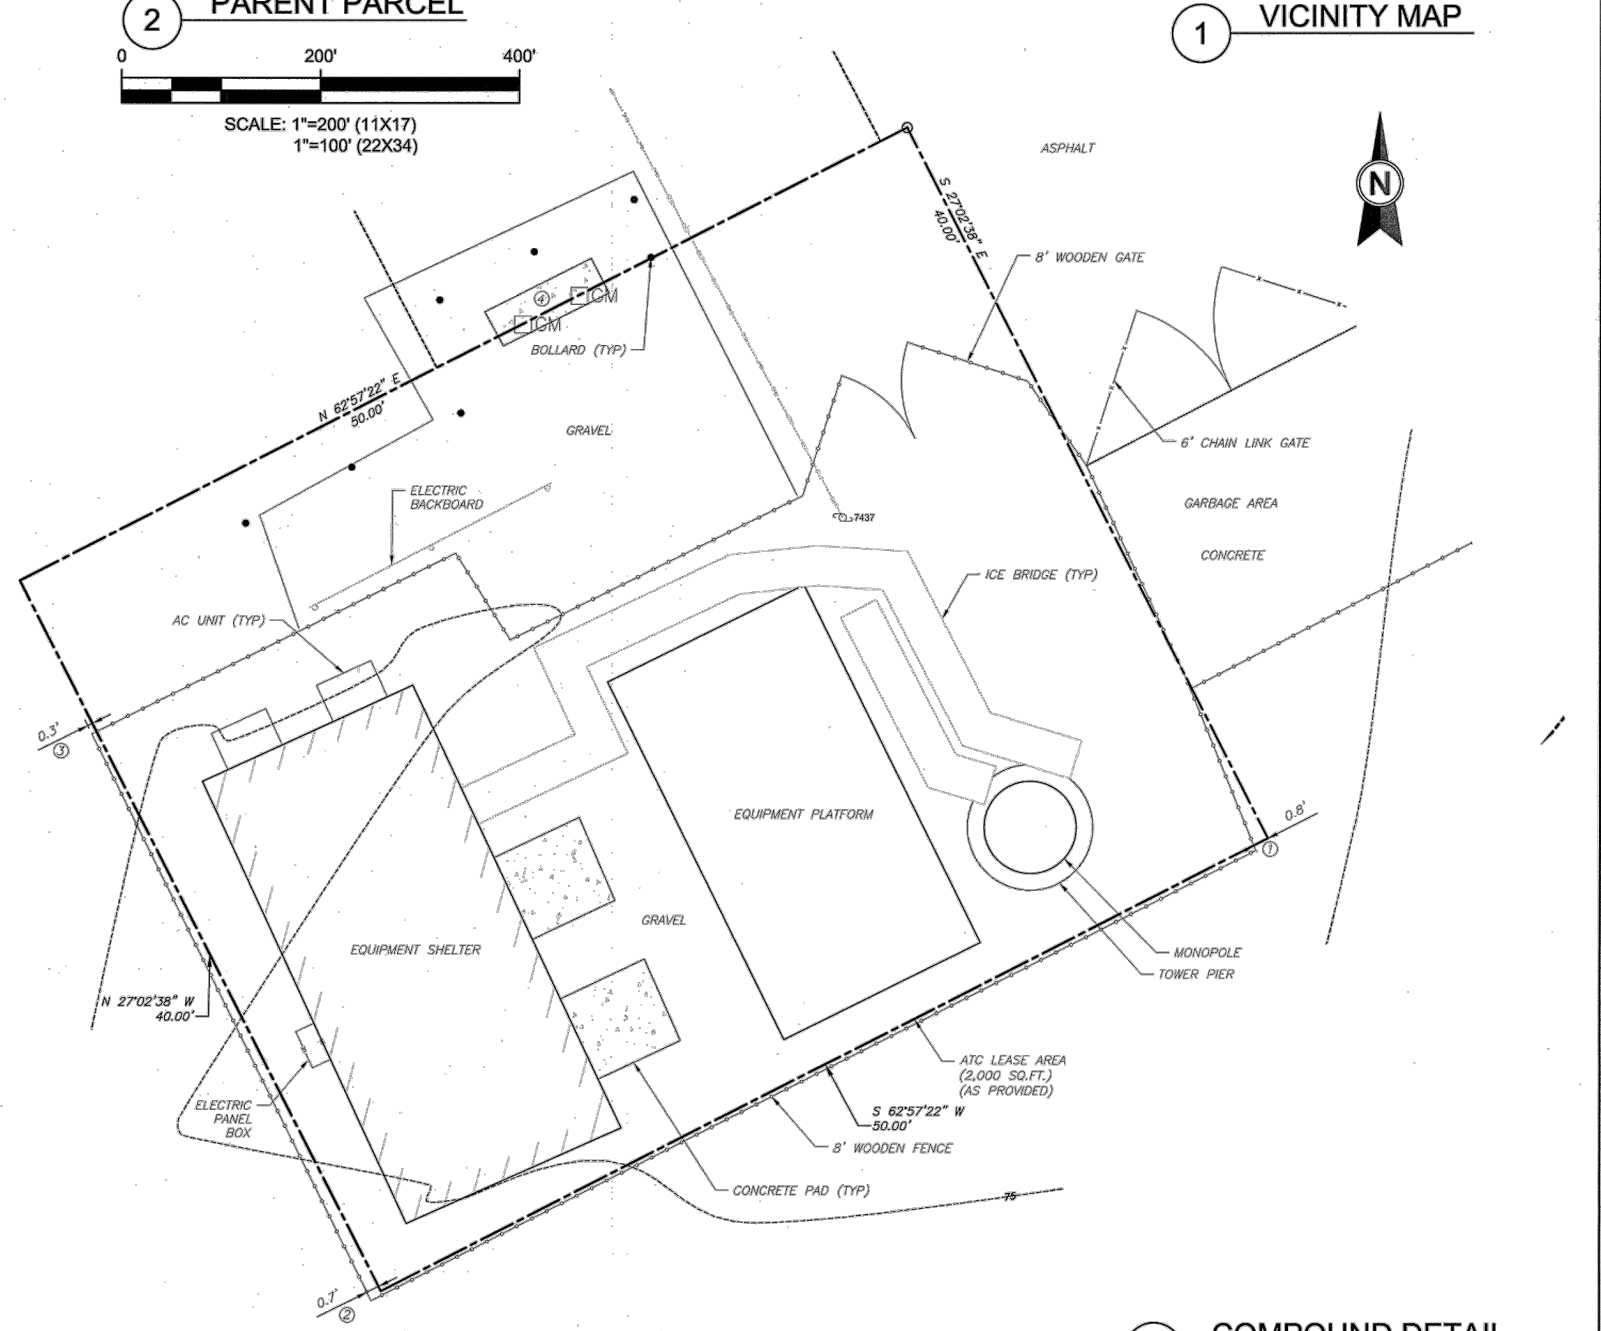 2
PARENT PARCEL
0 200' 400'
SCALE: 1"=200' (11X17)
1"=100' (22X34)
1
VICINITY MAP
N
ASPHALT
S 27°02'38" E
40.00'
8' WOODEN GATE
4
BOLLARD (TYP)
N 62°57'22" E
50.00'
GRAVEL
6' CHAIN LINK GATE
ELECTRIC
BACKBOARD
GARBAGE AREA
7437
CONCRETE
ICE BRIDGE (TYP)
AC UNIT (TYP)
0.3'
3
EQUIPMENT PLATFORM
0.8'
1
GRAVEL
EQUIPMENT SHELTER
MONOPOLE
TOWER PIER
N 27°02'38" W
40.00'
ATC LEASE AREA
(2,000 SQ.FT.)
(AS PROVIDED)
ELECTRIC
PANEL
BOX
S 62°57'22" W
50.00'
8' WOODEN FENCE
CONCRETE PAD (TYP)
75
0.7'
2
COMPOUND DETAIL